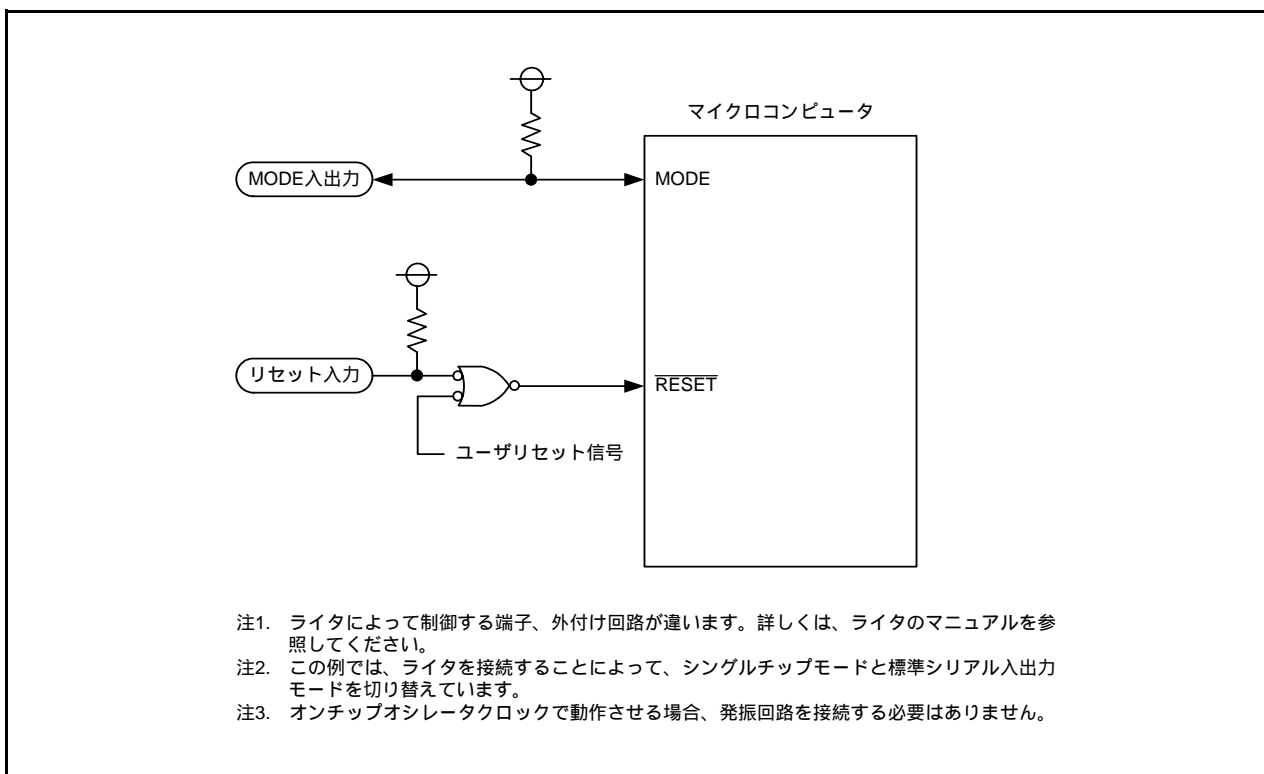 マイクロコンピュータ
MODE入出力
MODE
リセット入力
RESET
ユーザリセット信号
注1. ライタによって制御する端子、外付け回路が違います。詳しくは、ライタのマニュアルを参
照してください。
注2. この例では、ライタを接続することによって、シングルチップモードと標準シリアル入出力
モードを切り替えています。
注3. オンチップオシレータクロックで動作させる場合、発振回路を接続する必要はありません。